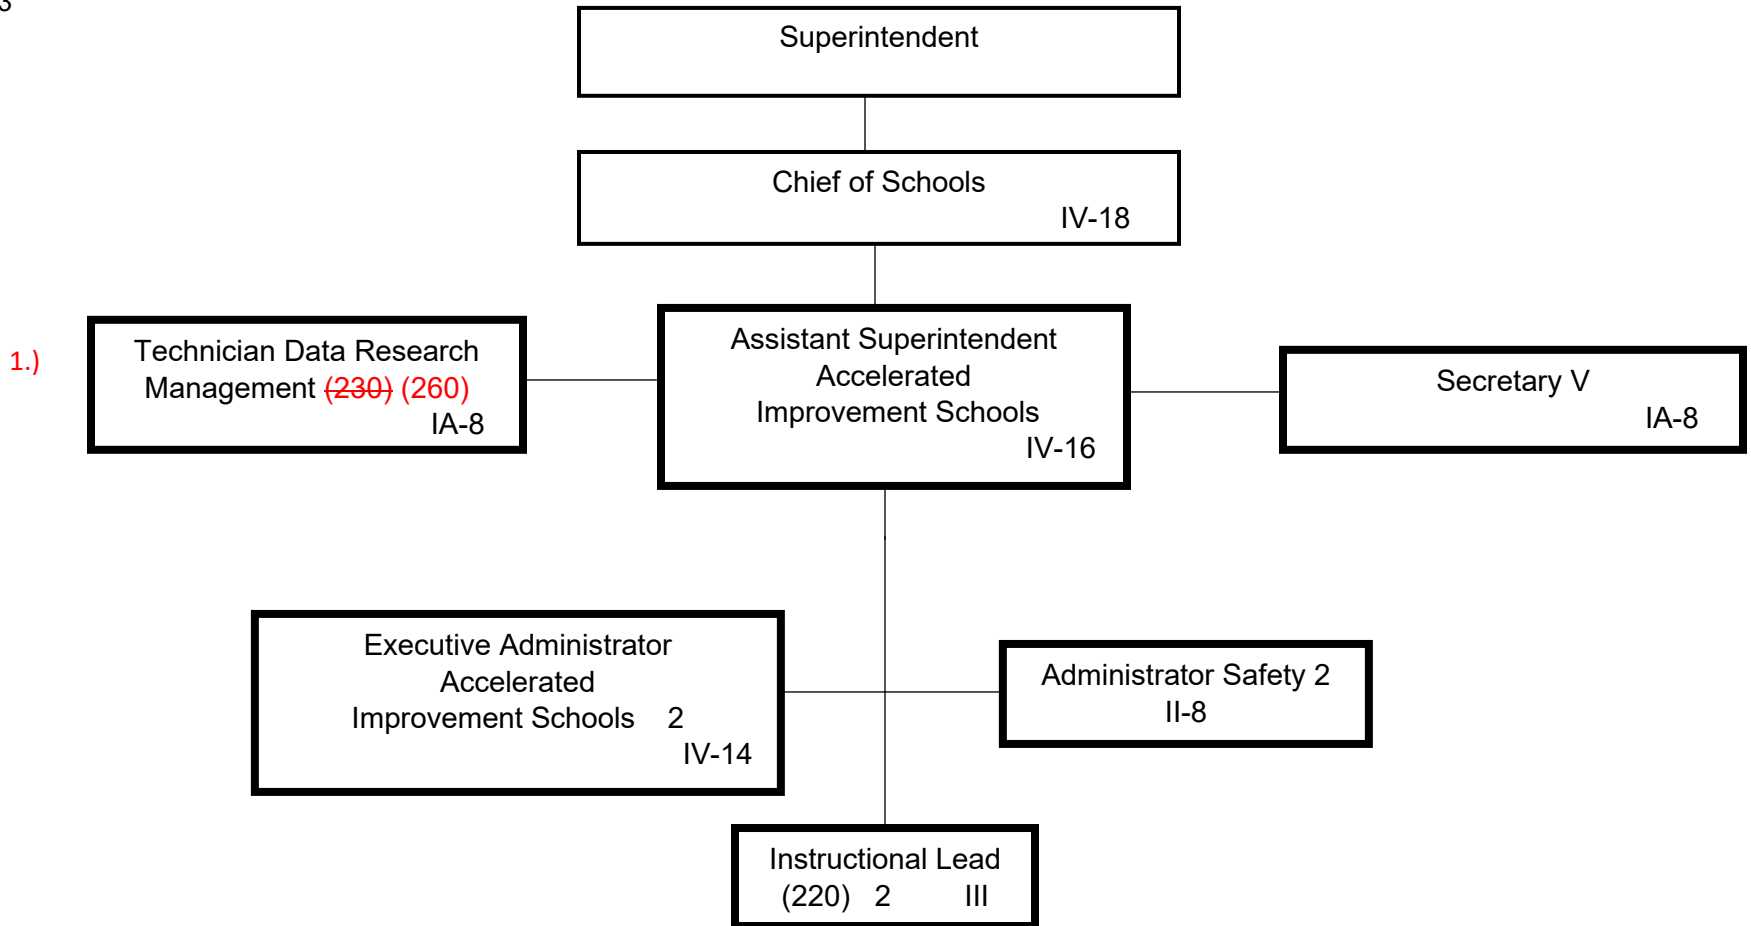 3
Superintendent
Chief of Schools
IV-18
1.)
Technician Data Research
Management (230) (260)
IA-8
Assistant Superintendent
Accelerated
Improvement Schools
IV-16
Secretary V
IA-8
Executive Administrator
Accelerated
Improvement Schools 2
IV-14
Administrator Safety 2
II-8
Instructional Lead
(220) 2 III